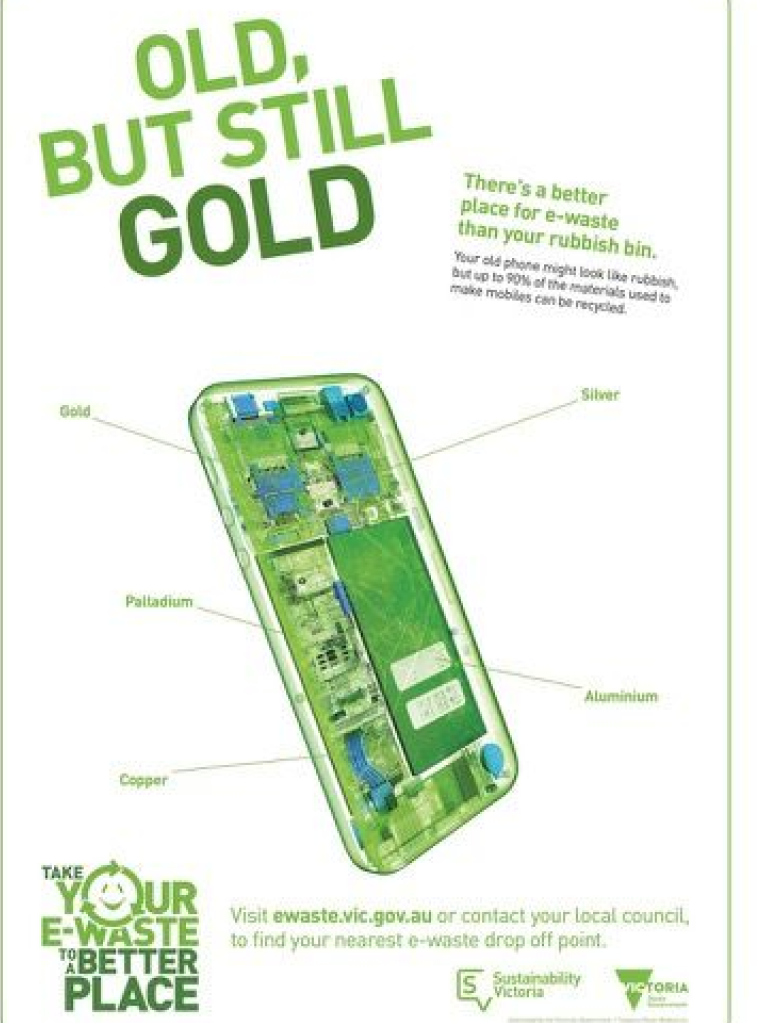 OLD,
BUT STILL
GOLD
There's a better
place for e-waste
than your rubbish bin.
Your old phone might look like rubbish,
but up to 90% of the materials used to
make mobiles can be recycled.
Gold
Silver
Palladium
Aluminium
Copper
TAKE
YOUR
E-WASTE
TO A BETTER
PLACE
Visit ewaste.vic.gov.au or contact your local council,
to find your nearest e-waste drop off point.
S
Sustainability
Victoria
VICTORIA
State
Government